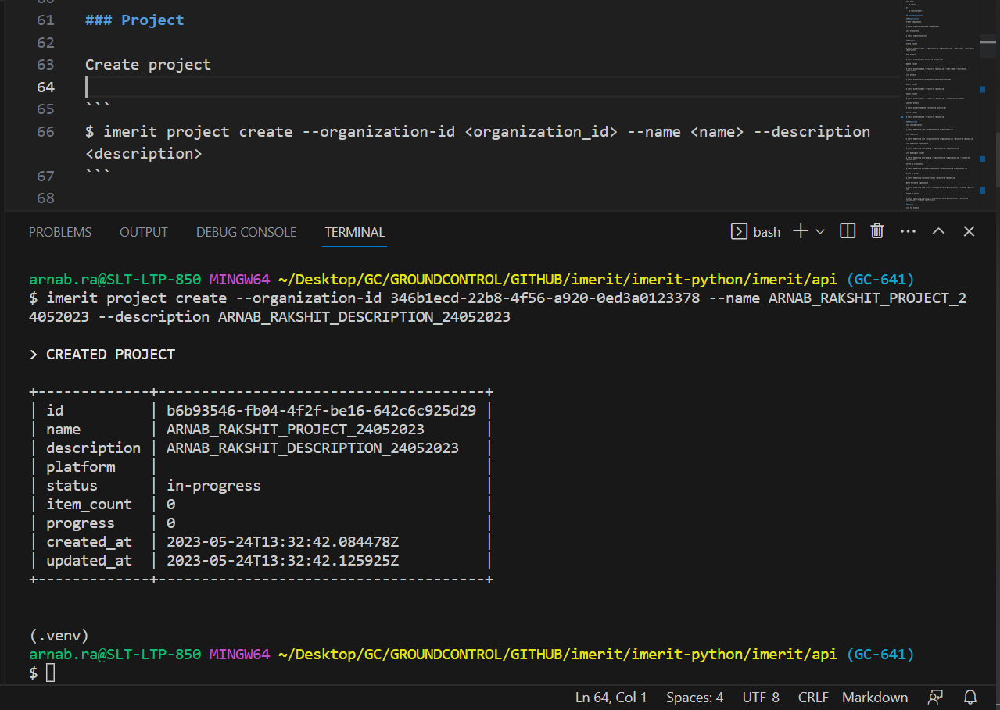 61 ### Project
62
63 Create project
64
65 ```
66 $ imerit project create --organization-id <organization_id> --name <name> --description
<description>
67 ```
68
PROBLEMS OUTPUT DEBUG CONSOLE TERMINAL bash
arnab.ra@SLT-LTP-850 MINGW64 ~/Desktop/GC/GROUNDCONTROL/GITHUB/imerit/imerit-python/imerit/api (GC-641)
$ imerit project create --organization-id 346b1ecd-22b8-4f56-a920-0ed3a0123378 --name ARNAB_RAKSHIT_PROJECT_2
4052023 --description ARNAB_RAKSHIT_DESCRIPTION_24052023
> CREATED PROJECT
+-------------+--------------------------------------+
| id | b6b93546-fb04-4f2f-be16-642c6c925d29 |
| name | ARNAB_RAKSHIT_PROJECT_24052023 |
| description | ARNAB_RAKSHIT_DESCRIPTION_24052023 |
| platform | |
| status | in-progress |
| item_count | 0 |
| progress | 0 |
| created_at | 2023-05-24T13:32:42.084478Z |
| updated_at | 2023-05-24T13:32:42.125925Z |
+-------------+--------------------------------------+
(.venv)
arnab.ra@SLT-LTP-850 MINGW64 ~/Desktop/GC/GROUNDCONTROL/GITHUB/imerit/imerit-python/imerit/api (GC-641)
$
Ln 64, Col 1 Spaces: 4 UTF-8 CRLF Markdown